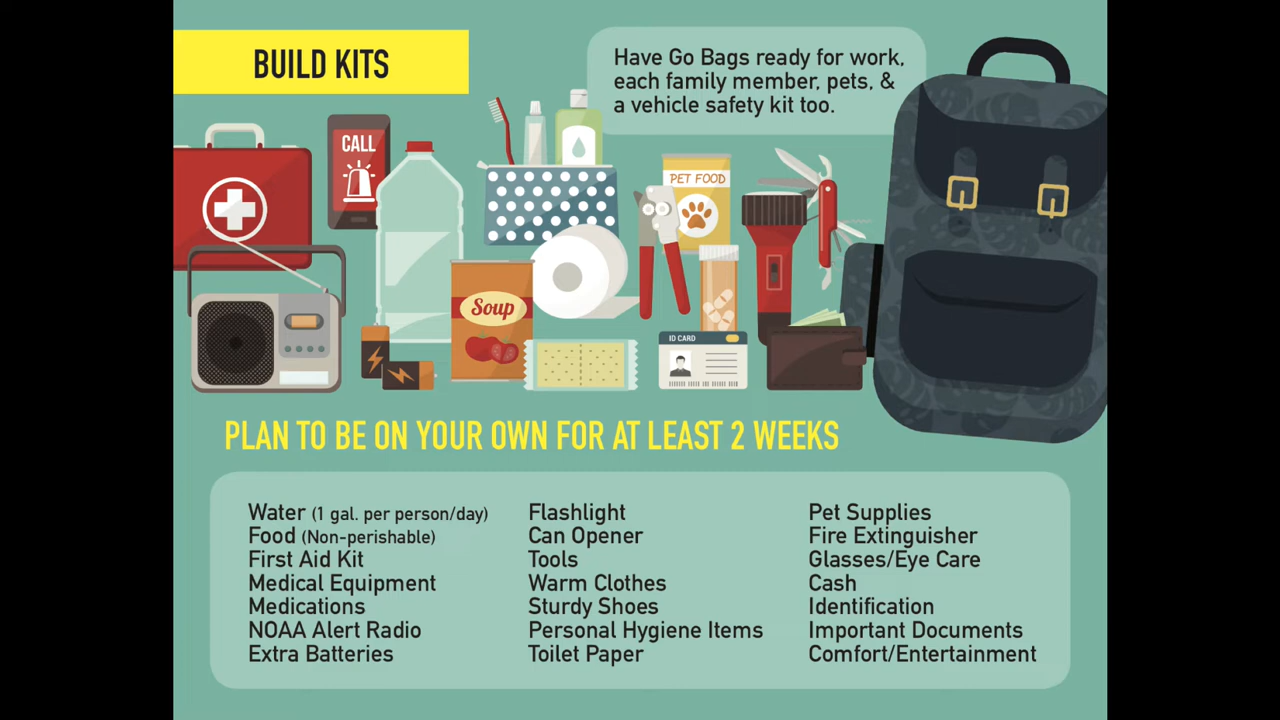 BUILD KITS
Have Go Bags ready for work,
each family member, pets, &
a vehicle safety kit too.
CALL
PET FOOD
Soup
ID CARD
PLAN TO BE ON YOUR OWN FOR AT LEAST 2 WEEKS
Water (1 gal. per person/day)
Food (Non-perishable)
First Aid Kit
Medical Equipment
Medications
NOAA Alert Radio
Extra Batteries
Flashlight
Can Opener
Tools
Warm Clothes
Sturdy Shoes
Personal Hygiene Items
Toilet Paper
Pet Supplies
Fire Extinguisher
Glasses/Eye Care
Cash
Identification
Important Documents
Comfort/Entertainment